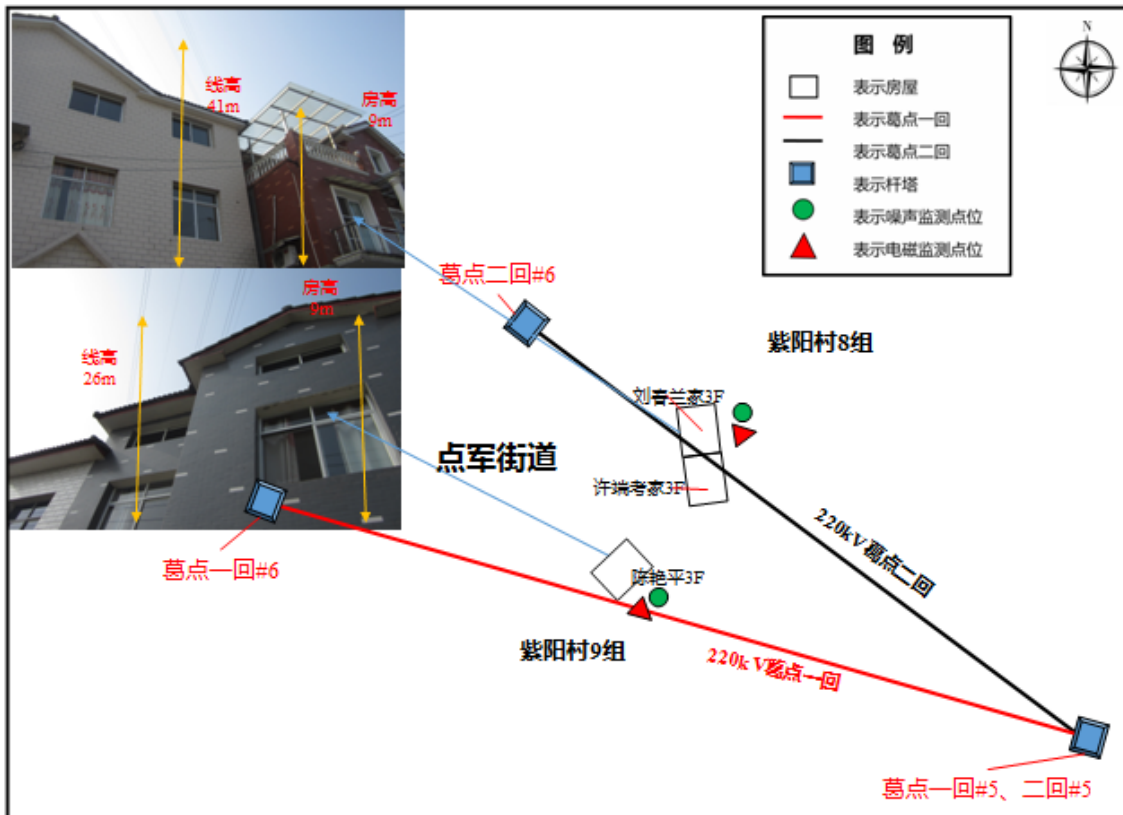 线高
41m
房高
9m
线高
26m
房高
9m
图 例
表示房屋
表示葛点一回
表示葛点二回
表示杆塔
表示噪声监测点位
表示电磁监测点位
N
葛点二回#6
紫阳村8组
刘春兰家3F
点军街道
许端考家3F
220kV葛点二回
葛点一回#6
陈艳平3F
紫阳村9组
220kV葛点一回
葛点一回#5、二回#5